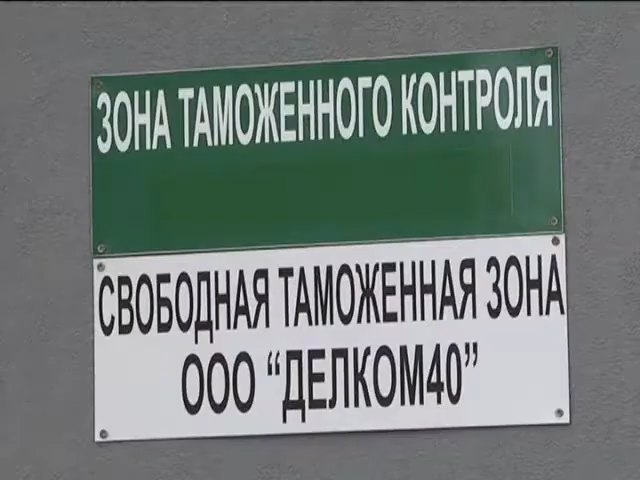 ЗОНА ТАМОЖЕННОГО КОНТРОЛЯ
СВОБОДНАЯ ТАМОЖЕННАЯ ЗОНА
ООО “ДЕЛКОМ40”